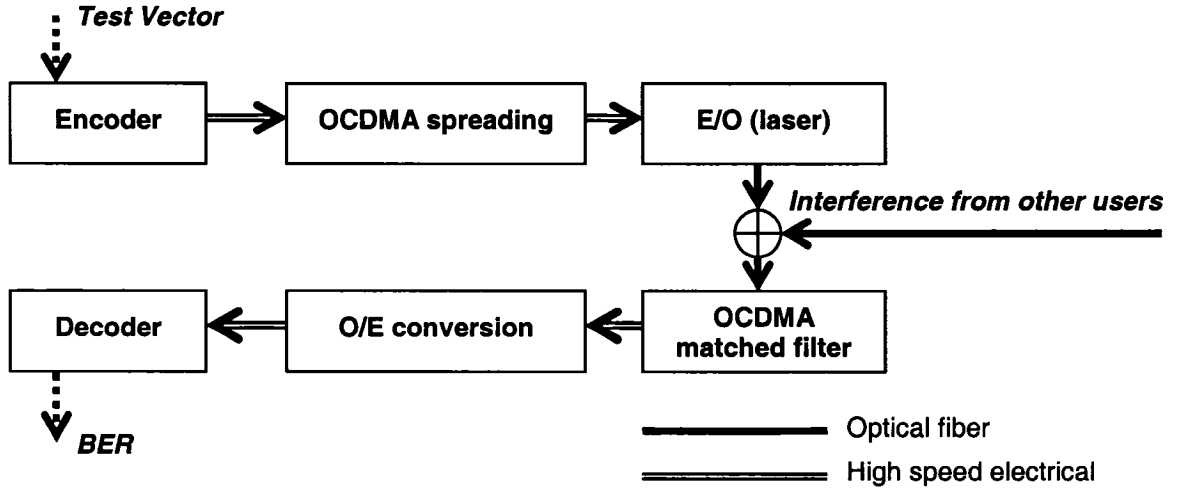 Test Vector
Encoder
OCDMA spreading
E/O (laser)
Interference from other users
Decoder
O/E conversion
OCDMA
matched filter
BER
Optical fiber
High speed electrical